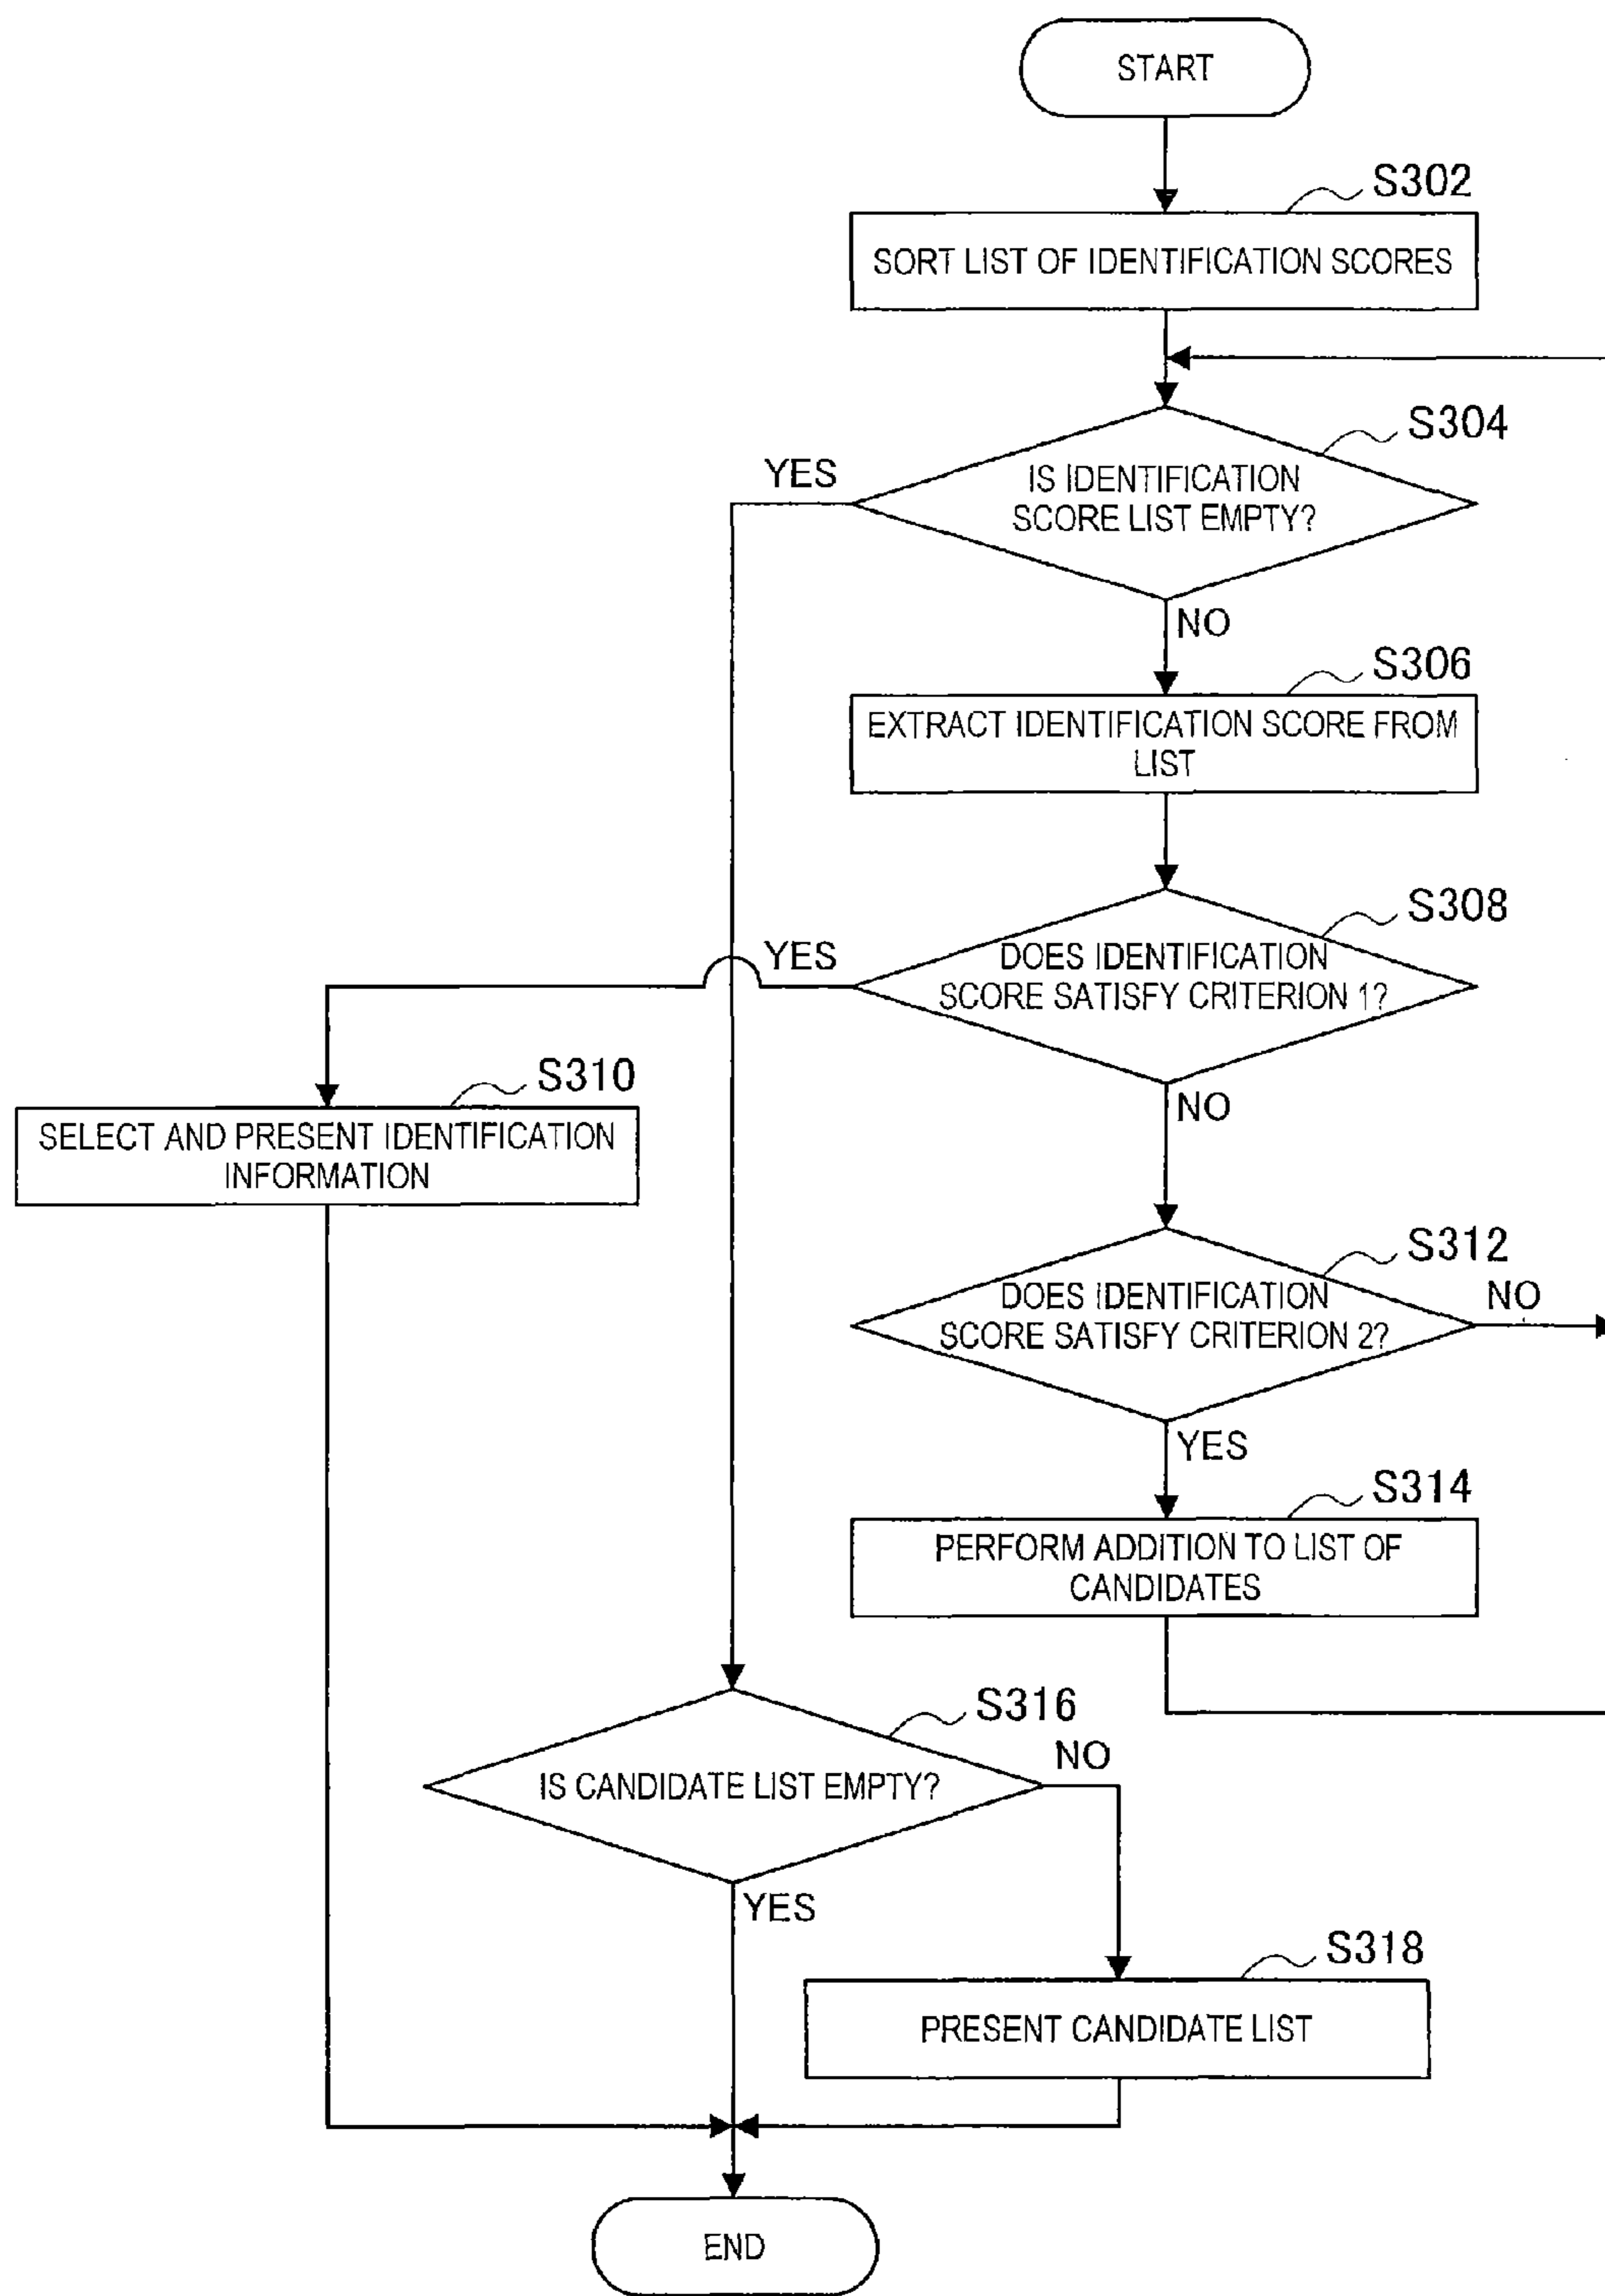 START
S302
SORT LIST OF IDENTIFICATION SCORES
S304
YES
IS IDENTIFICATION
SCORE LIST EMPTY?
NO
S306
EXTRACT IDENTIFICATION SCORE FROM
LIST
S308
YES
DOES IDENTIFICATION
SCORE SATISFY CRITERION 1?
NO
S310
SELECT AND PRESENT IDENTIFICATION
INFORMATION
S312
DOES IDENTIFICATION
SCORE SATISFY CRITERION 2?
NO
YES
S314
PERFORM ADDITION TO LIST OF
CANDIDATES
S316
NO
IS CANDIDATE LIST EMPTY?
YES
S318
PRESENT CANDIDATE LIST
END